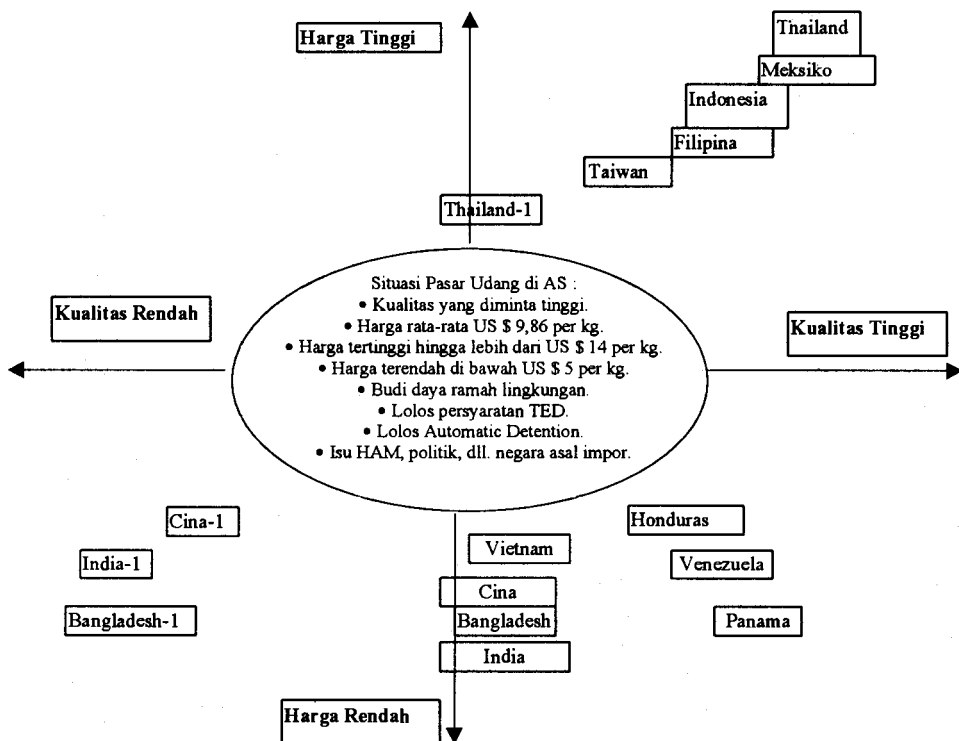 Harga Tinggi
Tnailand
Meksiko
Indonesia
Filipina
Taiwan
Thailand-1
Situasi Pasar Udang di AS :
• Kualitas yang diminta tinggi.
• Harga rata-rata US $ 9,86 per kg.
• Harga tertinggi hingga lebih dari US $ 14 per kg.
• Harga terendah di bawah US $ 5 per kg.
• Budi daya ramah lingkungan.
• Lolos persyaratan TED.
• Lolos Automatic Detention.
• Isu HAM, politik, dll. negara asal impor.
Kualitas Rendah
Kualitas Tinggi
Cina-1
India-1
Bangladesh-1
Vietnam
Cina
Bangladesh
India
Honduras
Venezuela
Panama
Harga Rendah